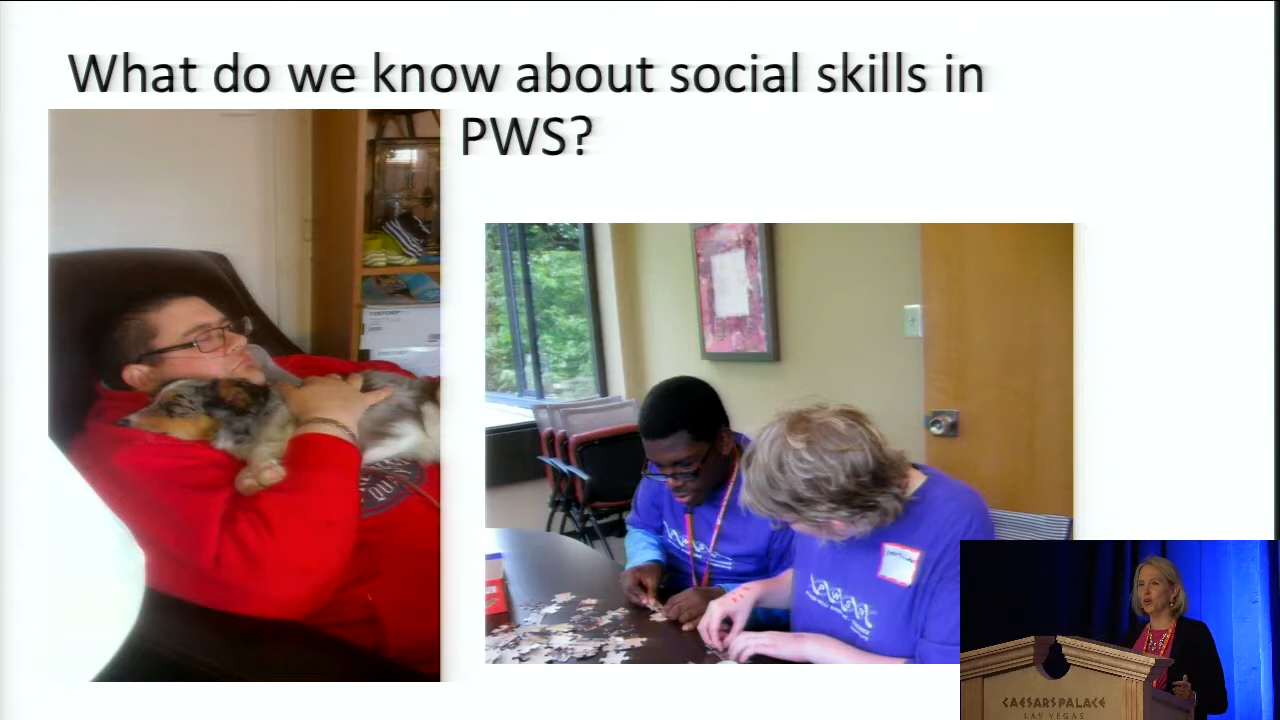 What do we know about social skills in
PWS?
CAESARS PALACE
LAS VEGAS